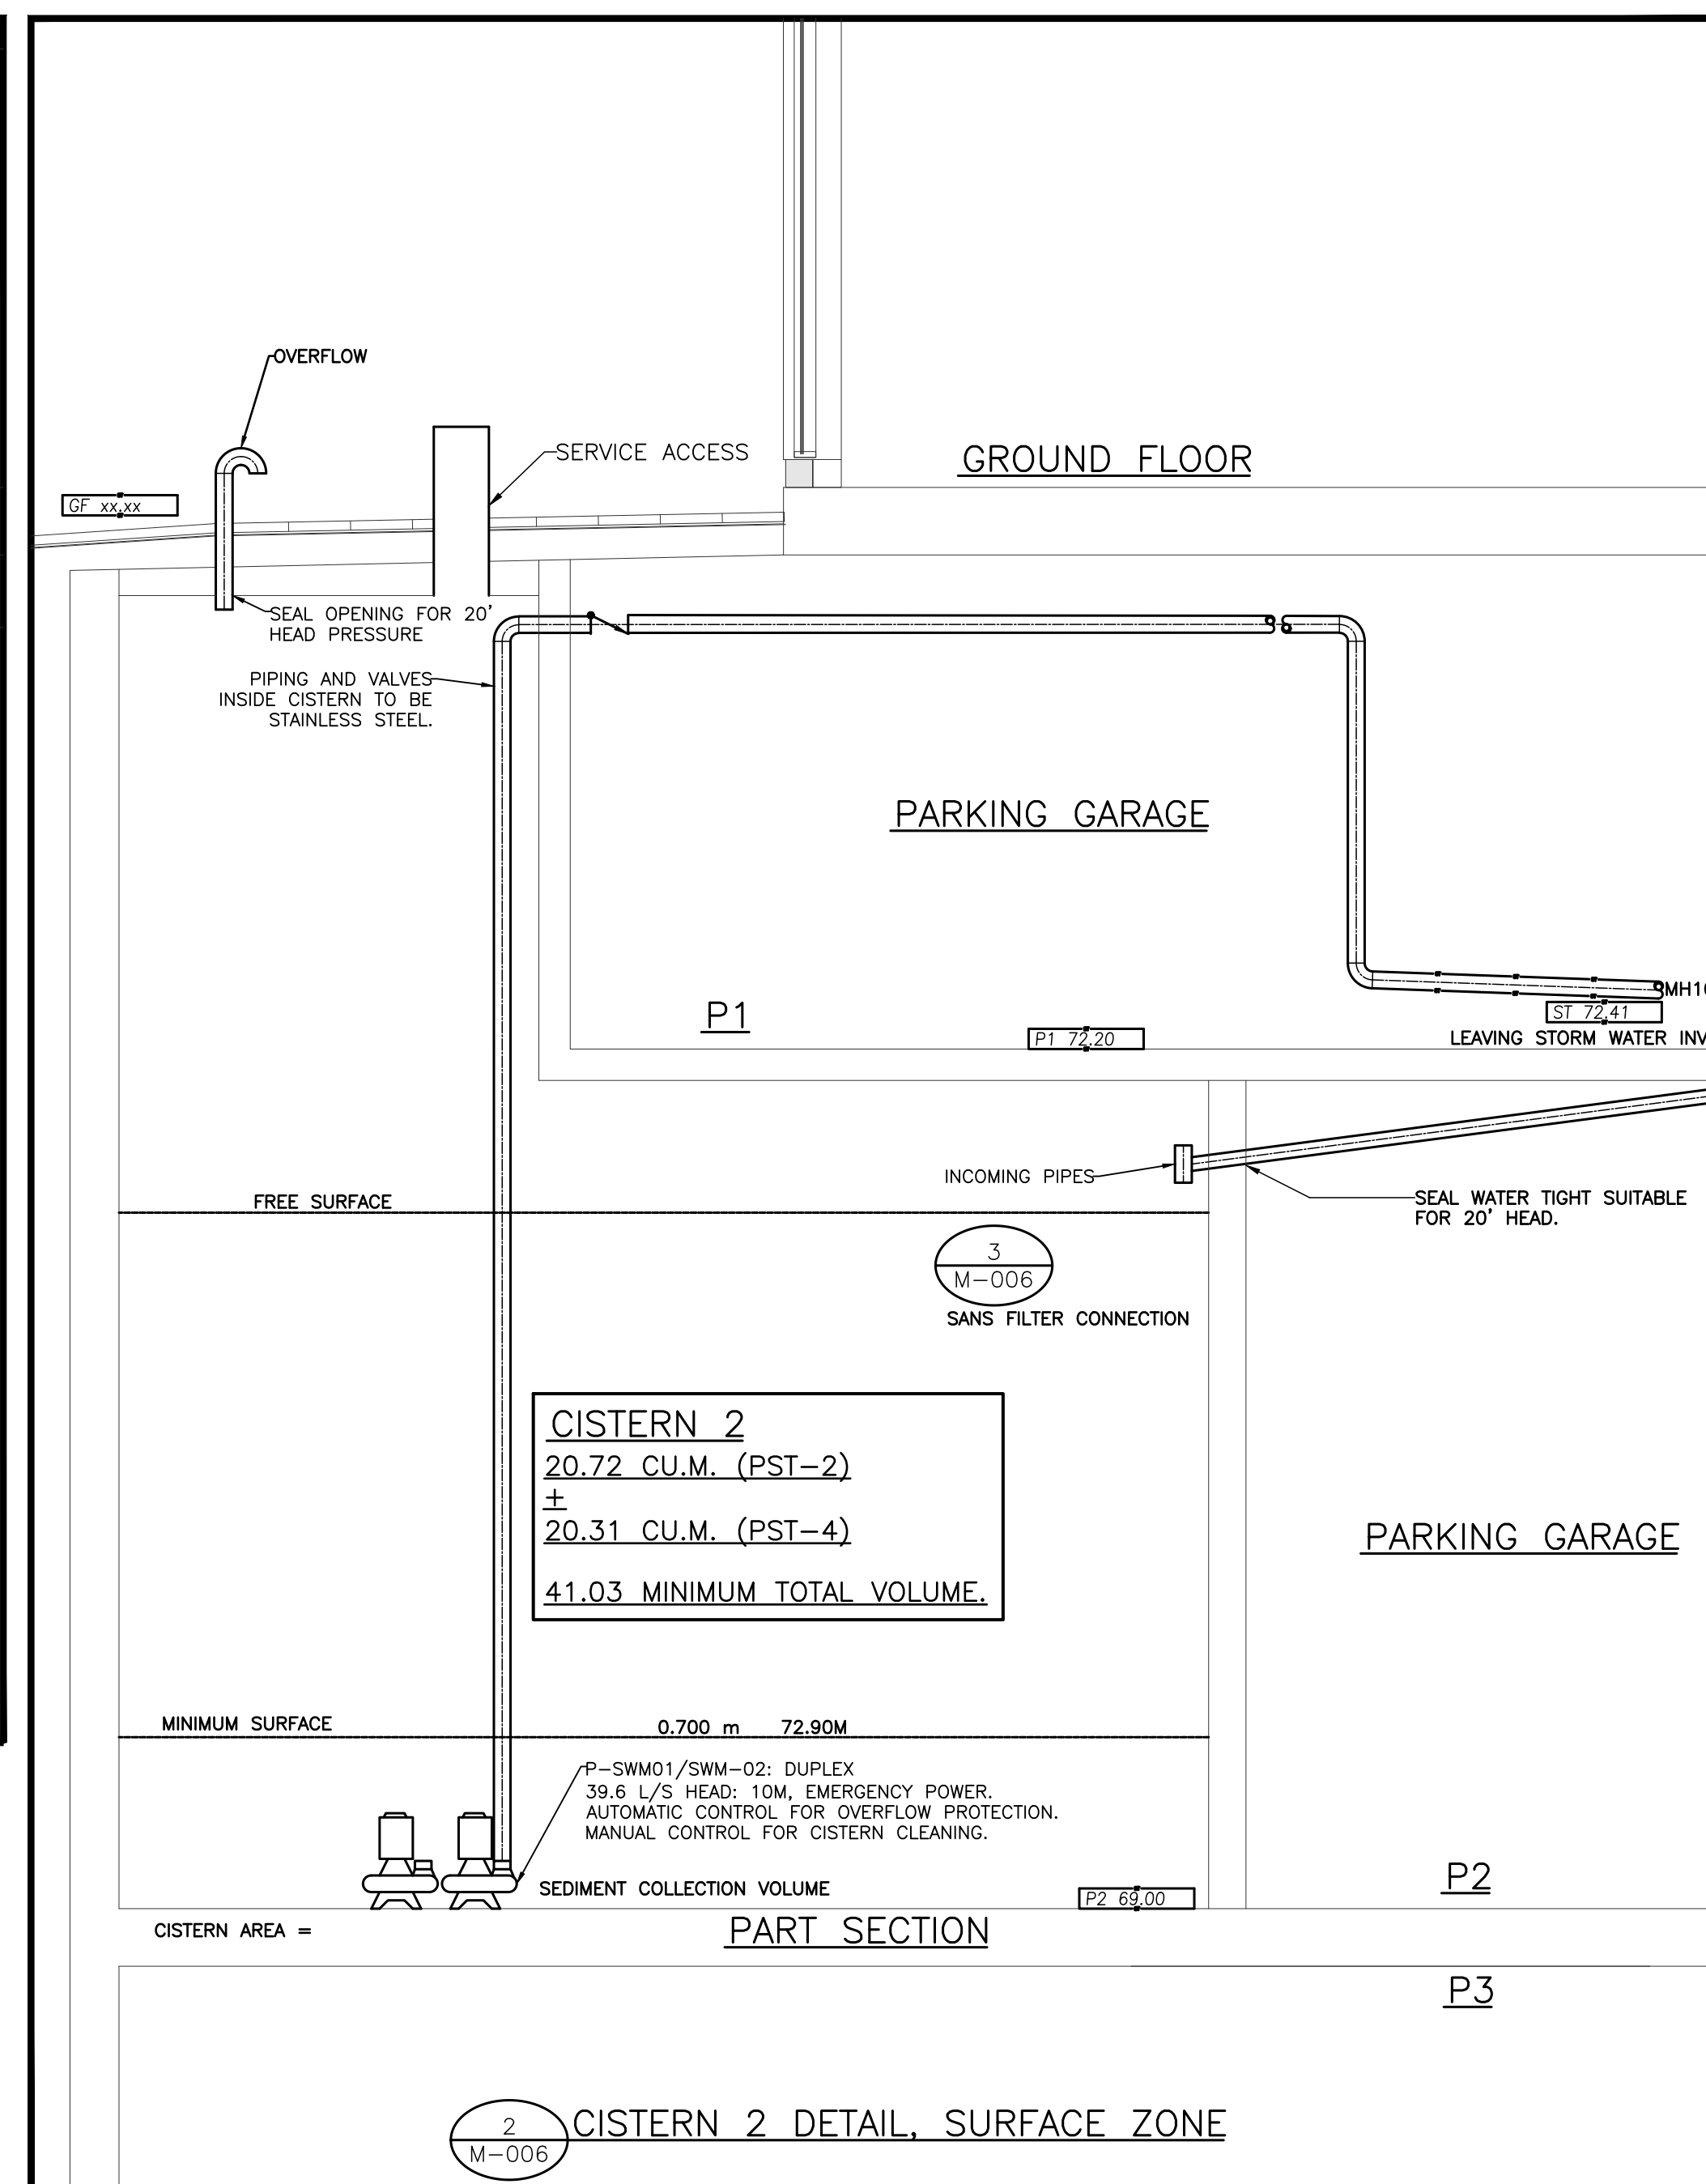 OVERFLOW
SERVICE ACCESS
GROUND FLOOR
GF xx.xx
SEAL OPENING FOR 20'
HEAD PRESSURE
PIPING AND VALVES
INSIDE CISTERN TO BE
STAINLESS STEEL.
PARKING GARAGE
P1
P1 72.20
ST 72.41
LEAVING STORM WATER
INCOMING PIPES
SEAL WATER TIGHT SUITABLE
FOR 20' HEAD.
FREE SURFACE
3
M-006
SANS FILTER CONNECTION
CISTERN 2
20.72 CU.M. (PST-2)
+
20.31 CU.M. (PST-4)
41.03 MINIMUM TOTAL VOLUME.
PARKING GARAGE
MINIMUM SURFACE
0.700 m 72.90M
P-SWM01/SWM-02: DUPLEX
39.6 L/S HEAD: 10M, EMERGENCY POWER.
AUTOMATIC CONTROL FOR OVERFLOW PROTECTION.
MANUAL CONTROL FOR CISTERN CLEANING.
SEDIMENT COLLECTION VOLUME
P2 69.00
P2
CISTERN AREA =
PART SECTION
P3
2
M-006
CISTERN 2 DETAIL, SURFACE ZONE